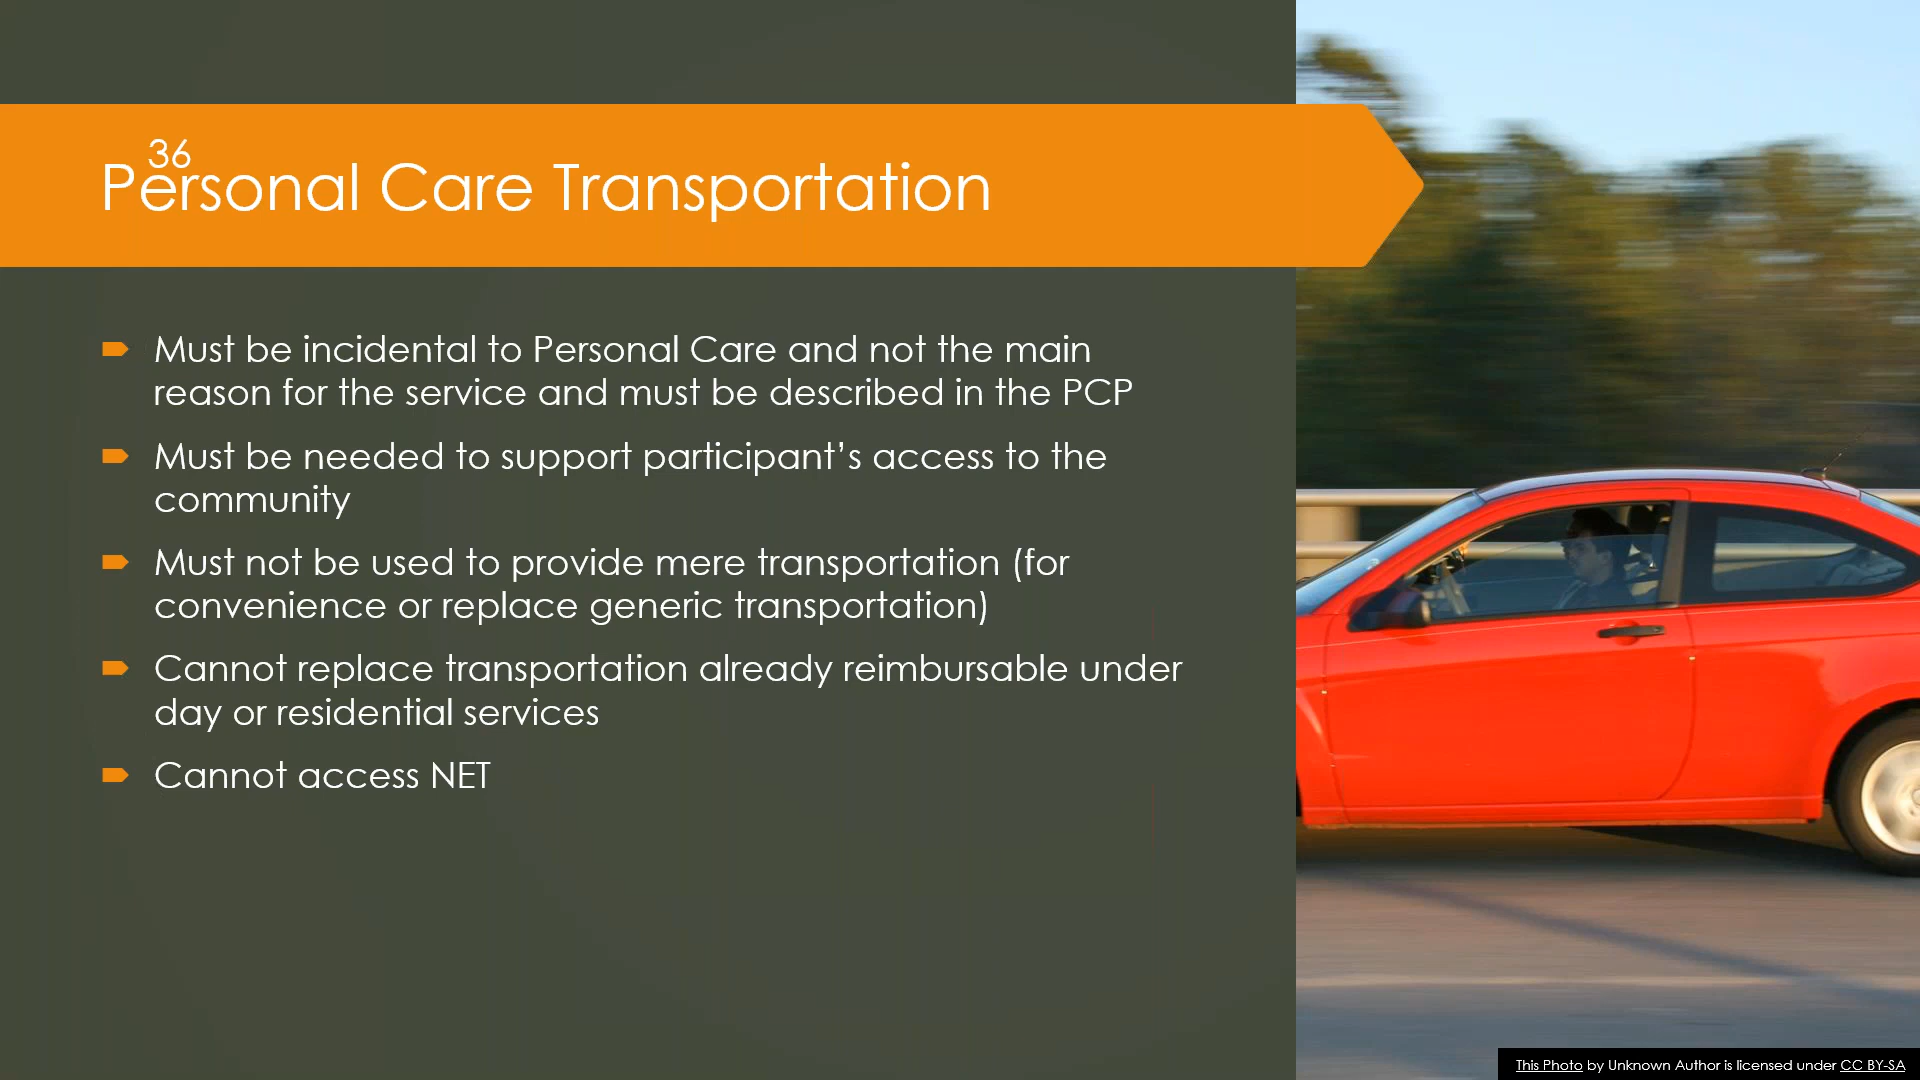 36
Personal Care Transportation
Must be incidental to Personal Care and not the main
reason for the service and must be described in the PCP
Must be needed to support participant’s access to the
community
Must not be used to provide mere transportation (for
convenience or replace generic transportation)
Cannot replace transportation already reimbursable under
day or residential services
Cannot access NET
This Photo by Unknown Author is licensed under CC BY-SA